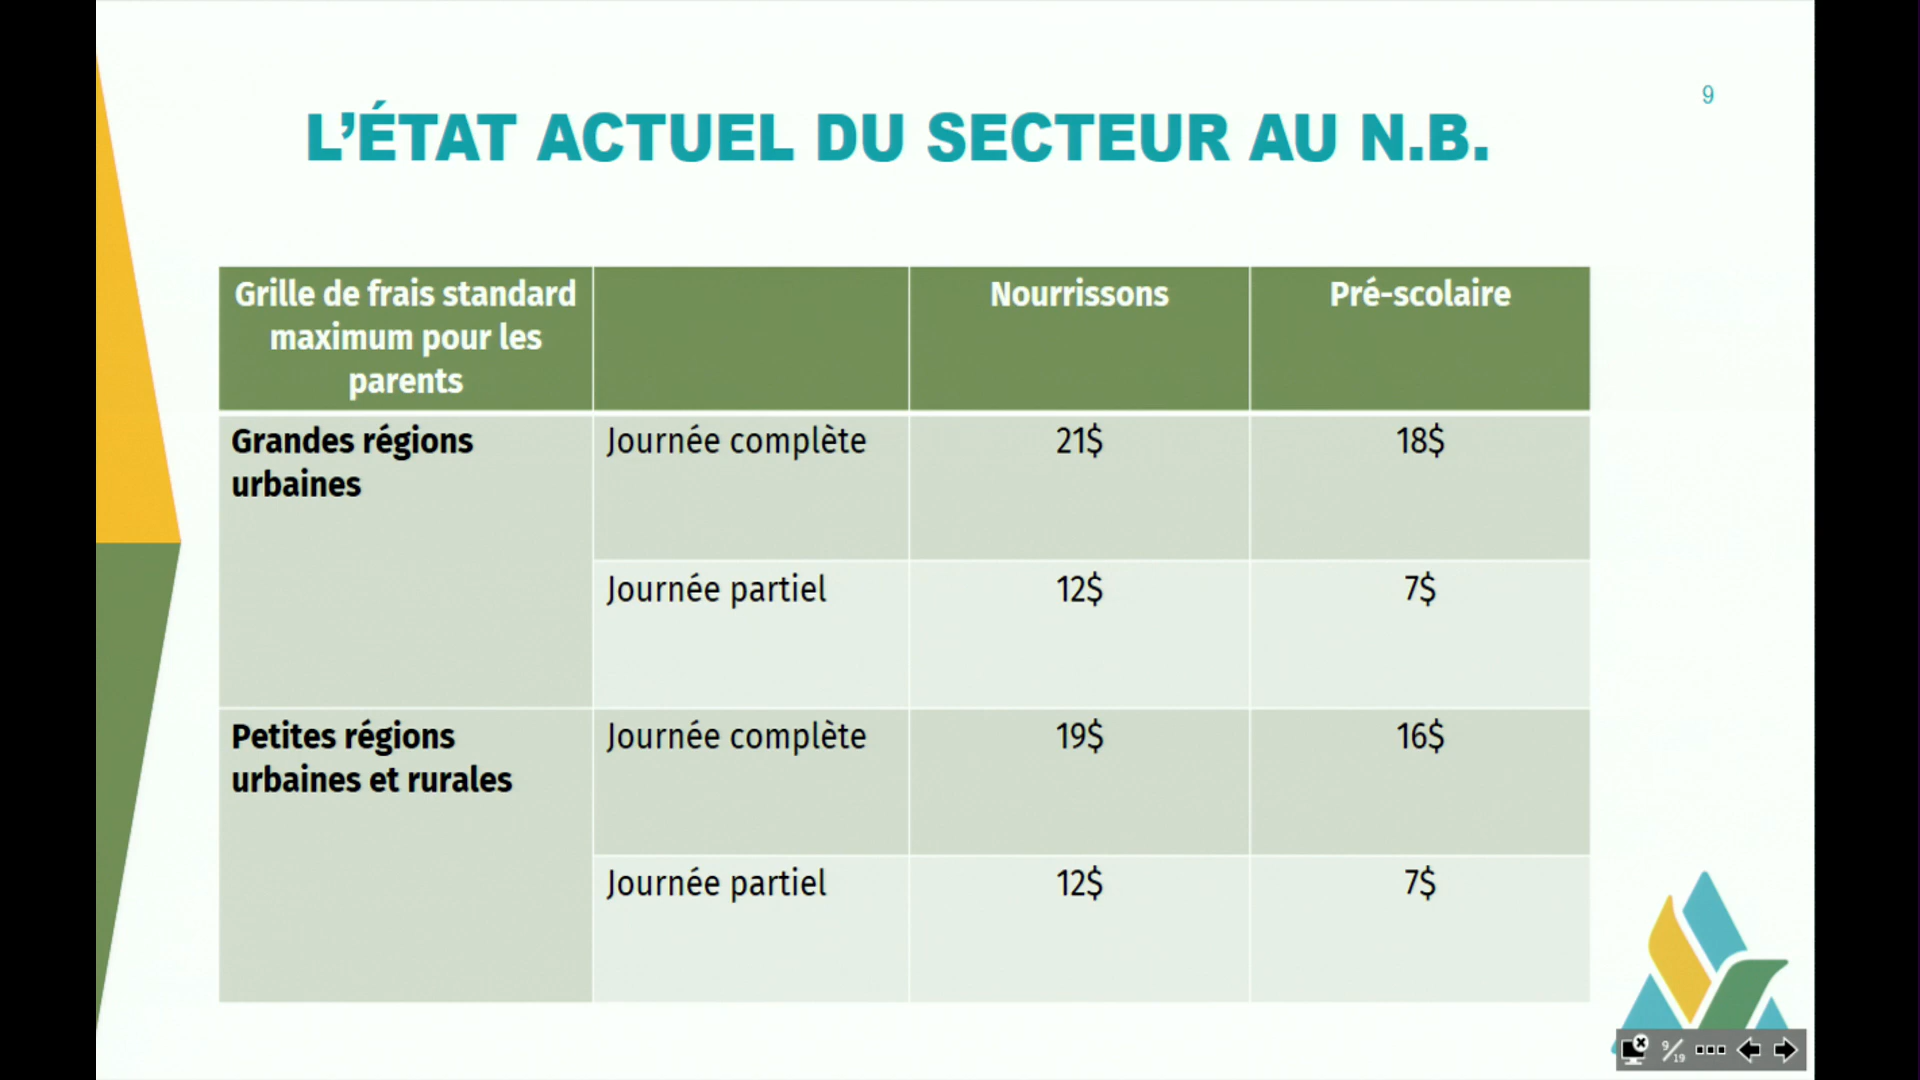 9
L'ÉTAT ACTUEL DU SECTEUR AU N.B.
Grille de frais standard
maximum pour les
parents
Nourrissons
Pré-scolaire
Grandes régions
urbaines
Journée complète
21$
18$
Journée partiel
12$
7$
Petites régions
urbaines et rurales
Journée complète
19$
16$
Journée partiel
12$
7$
9/19